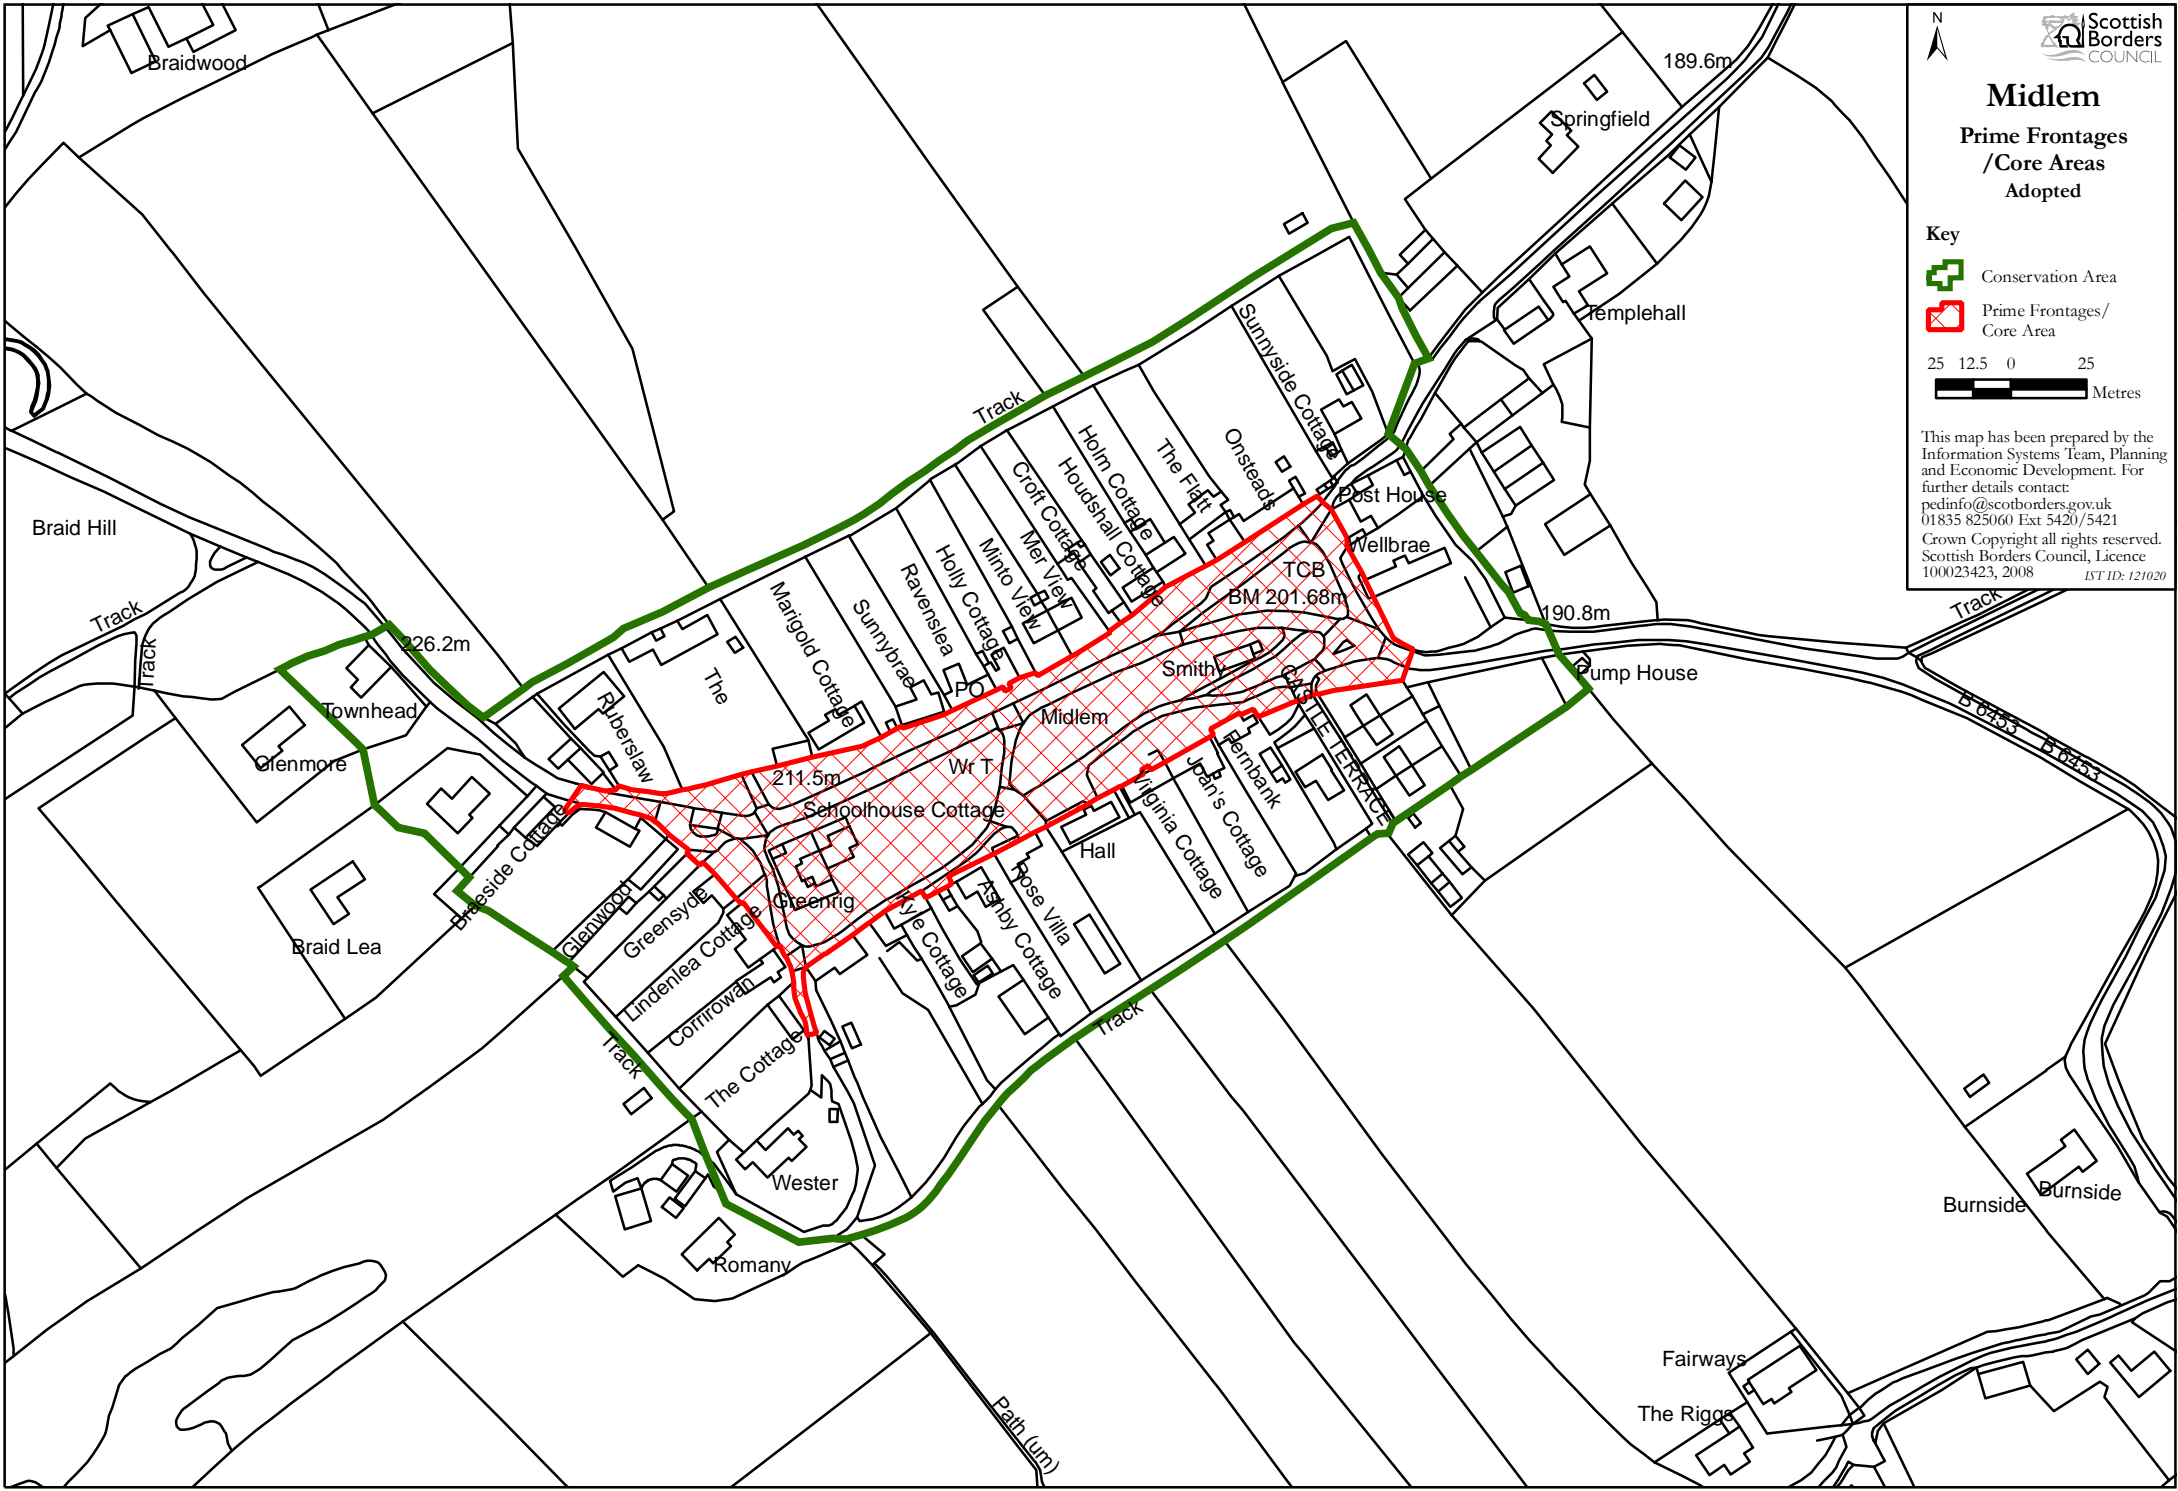 N
Scottish
Borders
COUNCIL
Midlem
Prime Frontages
/Core Areas
Adopted
Key
Conservation Area
Prime Frontages/
Core Area
25 12.5 0 25
Metres
This map has been prepared by the
Information Systems Team, Planning
and Economic Development. For
further details contact:
pedinfo@scotborders.gov.uk
01835 825060 Ext 5420/5421
Crown Copyright all rights reserved.
Scottish Borders Council, Licence
100023423, 2008
IST ID: 121020
Braidwood
189.6m
Springfield
Templehall
Sunnyside Cottage
Track
Holm Cottage
Houdshall Cottage
Croft Cottage
The Flatt
Onsteads
Post House
Wellbrae
TCB
BM 201.68m
190.8m
Track
Pump House
B 6453
B 6453
Braid Hill
Track
Track
226.2m
Townhead
Glenmore
Ruberslaw
The
Marigold Cottage
Sunnybrae
Ravenslea
Holly Cottage
Minto View
Mer View
PO
Smithy
Midlem
CASTLE TERRACE
Wr T
211.5m
Schoolhouse Cottage
Fernbank
Joan's Cottage
Virginia Cottage
Hall
Rose Villa
Ashby Cottage
Kyle Cottage
Greenrig
Braeside Cottage
Cottage
Glenwood
Greensyde
Lindenlea Cottage
Corrirowan
The Cottage
Braid Lea
Track
Track
Wester
Romany
Burnside
Burnside
Fairways
The Riggs
Path (um)